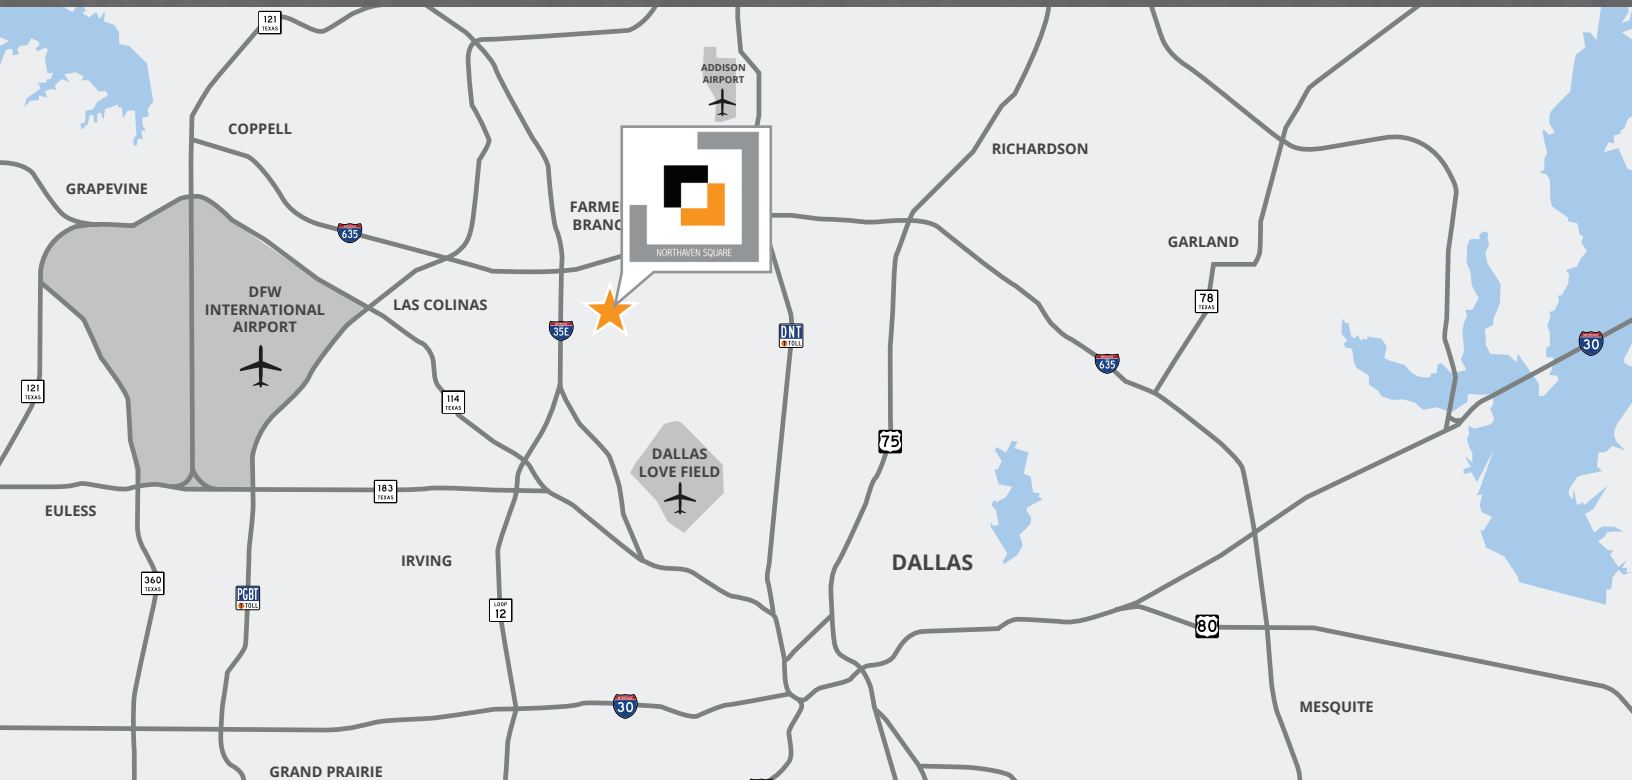 121
TEXAS
ADDISON
AIRPORT
COPPELL
RICHARDSON
GRAPEVINE
FARME
BRANC
635
GARLAND
NORTHAVEN SQUARE
DFW
INTERNATIONAL
AIRPORT
LAS COLINAS
78
TEXAS
35E
DNT
TOLL
30
635
121
TEXAS
114
TEXAS
75
DALLAS
LOVE FIELD
183
TEXAS
EULESS
IRVING
DALLAS
360
TEXAS
PGBT
TOLL
LOOP
12
80
30
MESQUITE
GRAND PRAIRIE